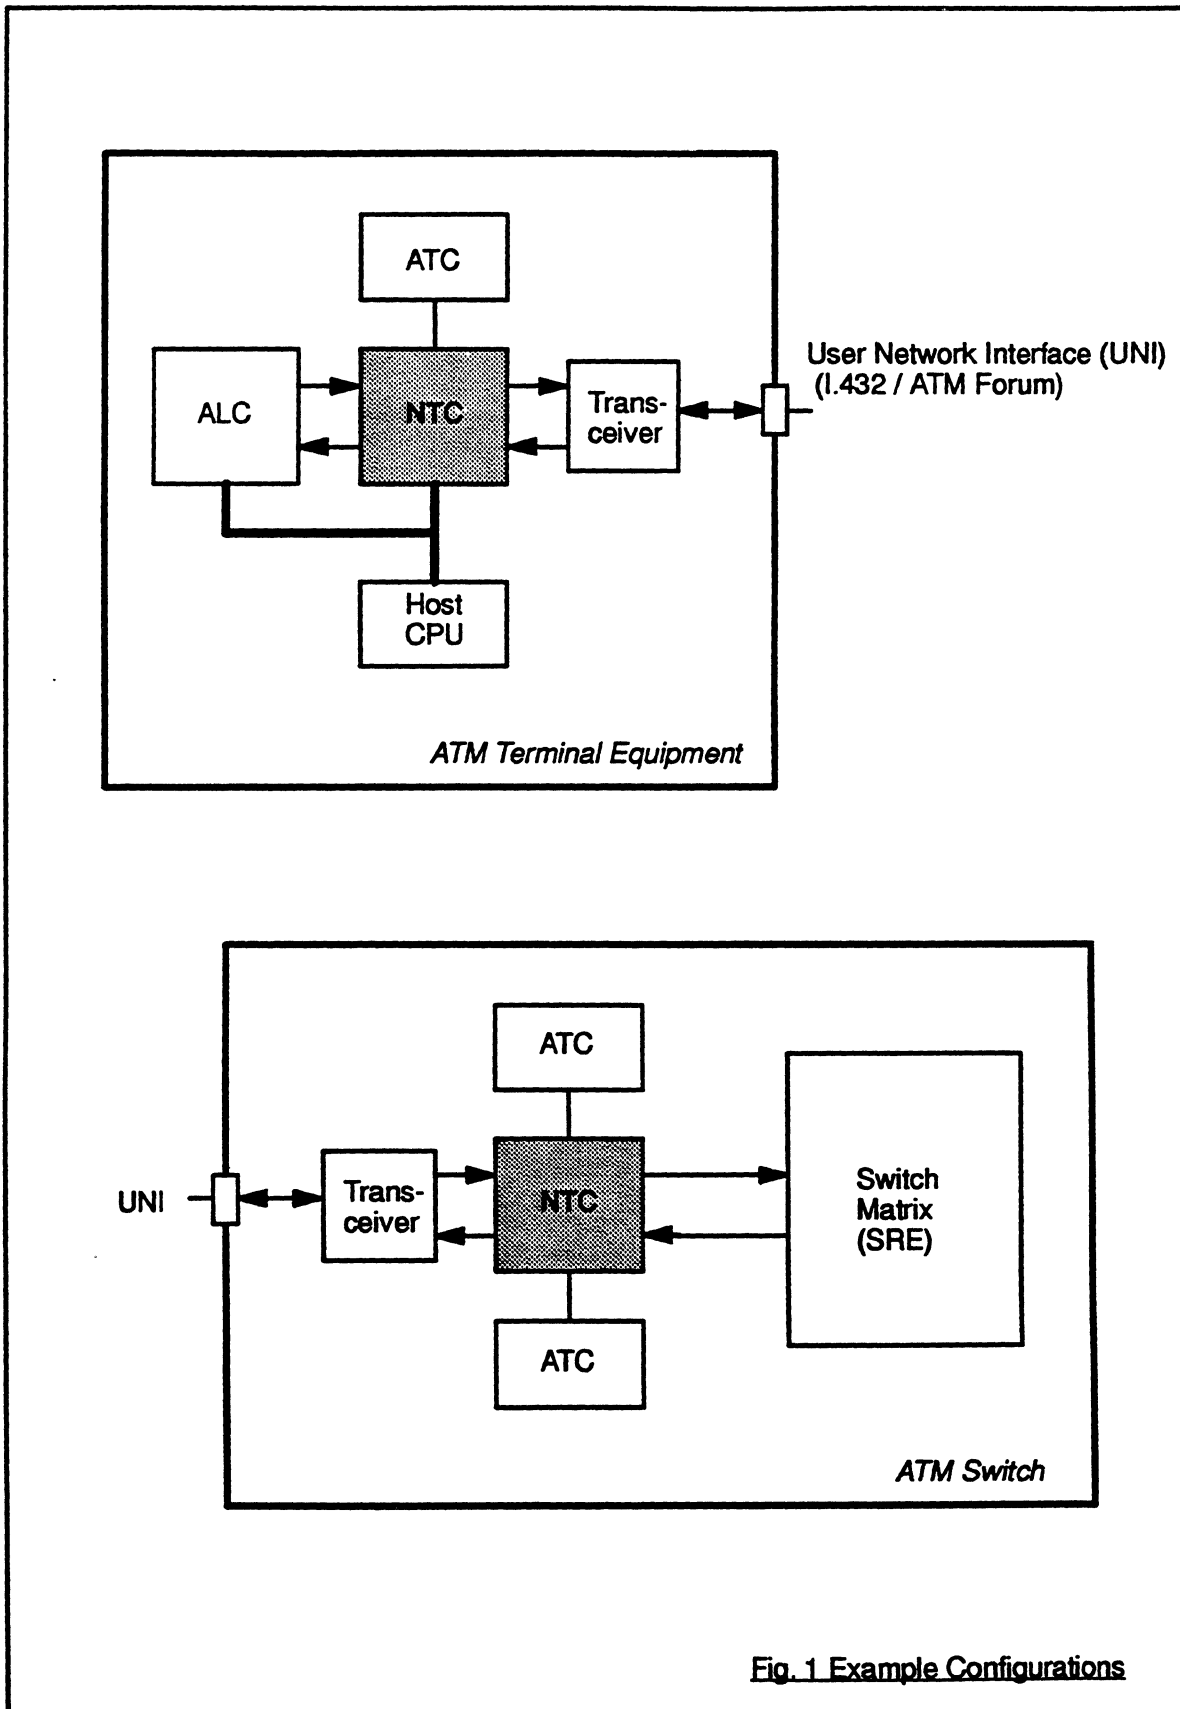 ATC
User Network Interface (UNI)
(I.432 / ATM Forum)
ALC
NTC
Trans-
ceiver
Host
CPU
ATM Terminal Equipment
ATC
UNI
Trans-
ceiver
NTC
Switch
Matrix
(SRE)
ATC
ATM Switch
Fig. 1 Example Configurations